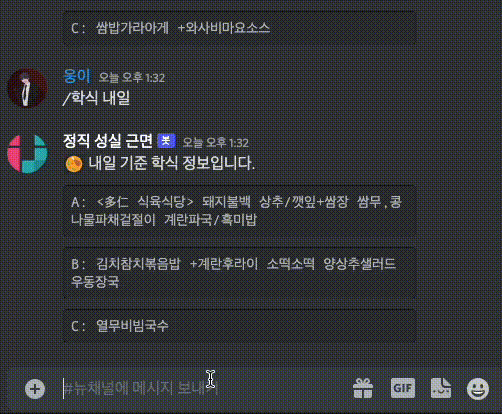 C: 쌈밥가라아게 +와사비마요소스
웅이 오늘 오후 1:32
/학식 내일
정직 성실 근면 봇 오늘 오후 1:32
내일 기준 학식 정보입니다.
A: <多仁 식육식당> 돼지불백 상추/깻잎+쌈장 쌈무,콩
나물파채겉절이 계란파국/흑미밥
B: 김치참치볶음밥 +계란후라이 소떡소떡 양상추샐러드
우동장국
C: 열무비빔국수
#뉴채널에 메시지 보내기
GIF